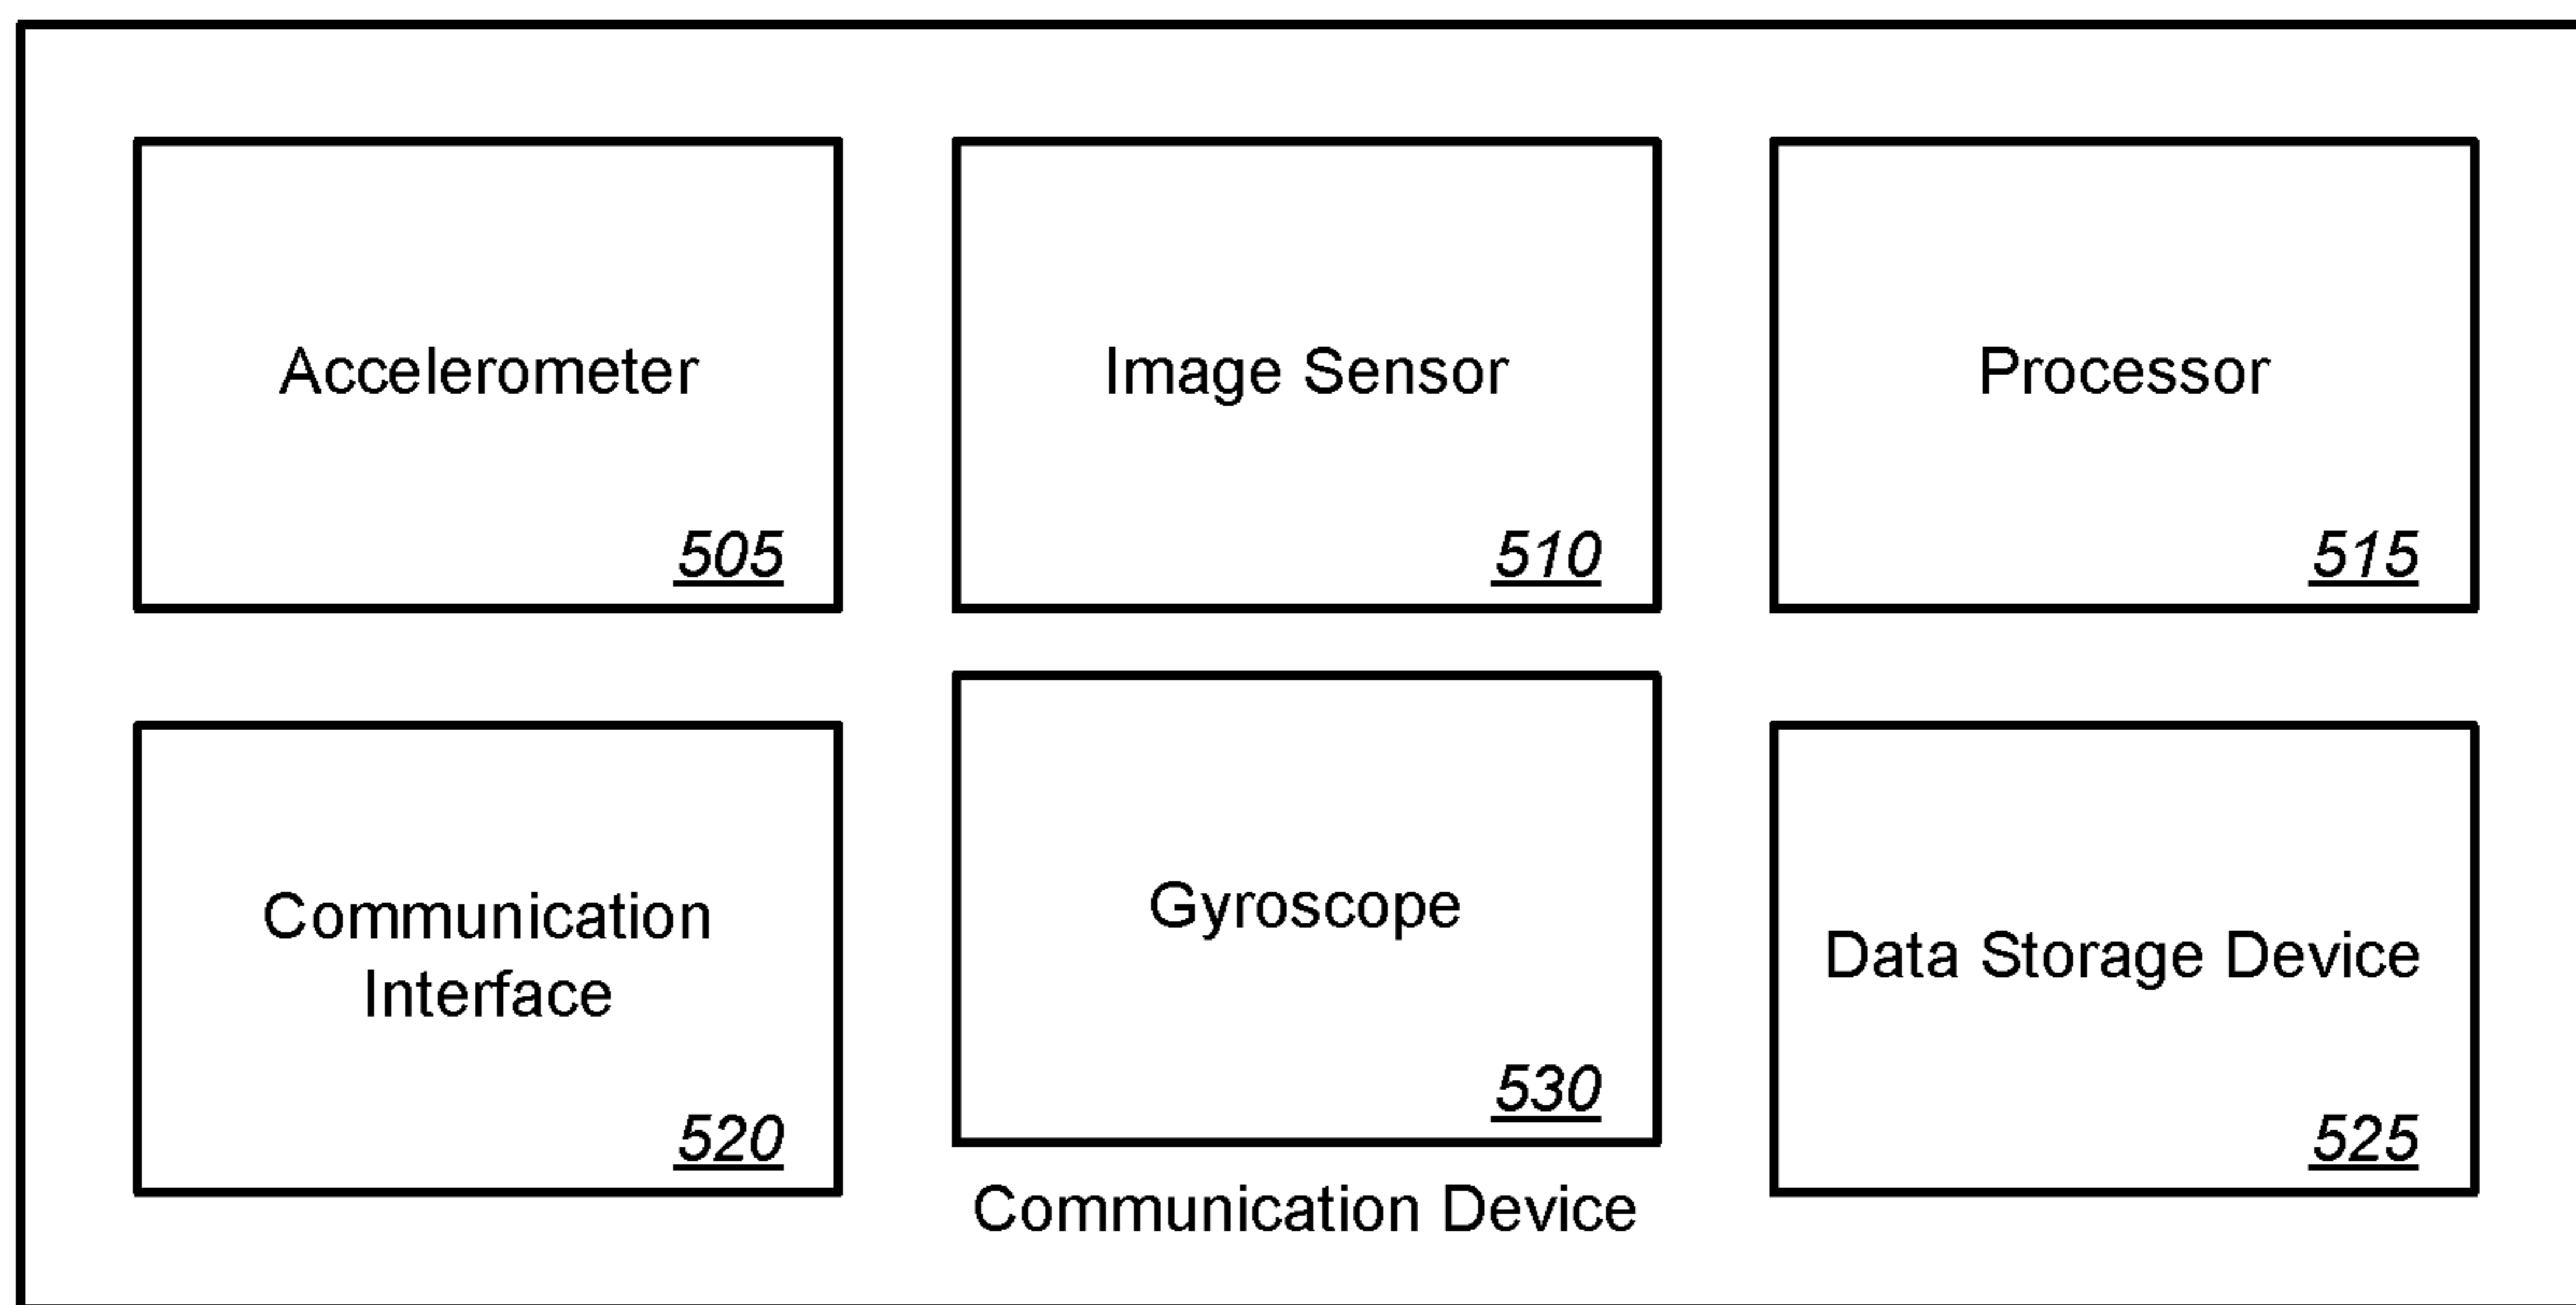 Accelerometer
505
Image Sensor
510
Processor
515
Communication
Interface
520
Gyroscope
530
Data Storage Device
525
Communication Device